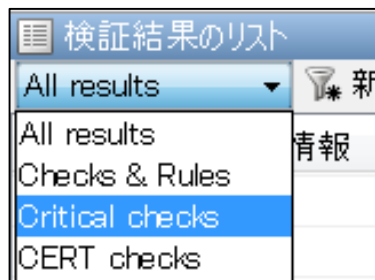 検証結果のリスト
All results
新
All results
情報
Checks & Rules
Critical checks
CERT checks